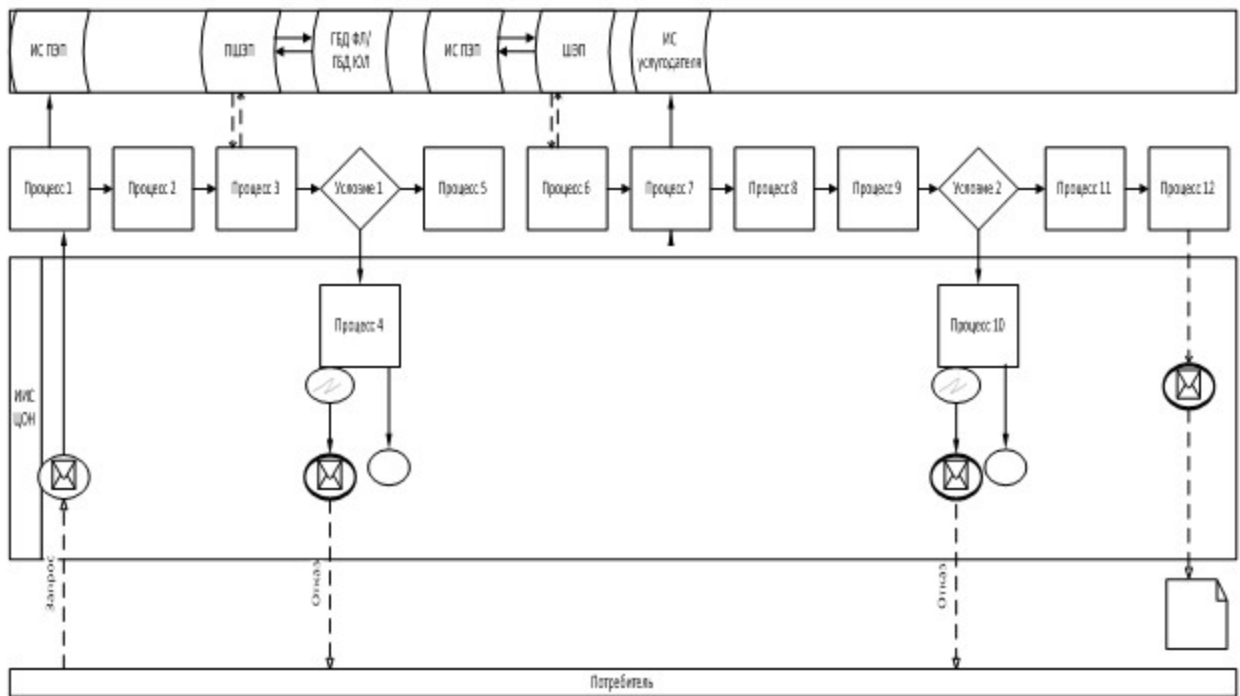 ИС ПЭП
ПШЭП
ГБД ФЛ/
ГБД ЮЛ
ИС ПЭП
ШЭП
ИС
услугодателя
Процесс 1
Процесс 2
Процесс 3
Условие 1
Процесс 5
Процесс 6
Процесс 7
Процесс 8
Процесс 9
Условие 2
Процесс 11
Процесс 12
Процесс 4
Процесс 10
ИИС
ЦОН
Запрос
Отказ
Отказ
Потребитель